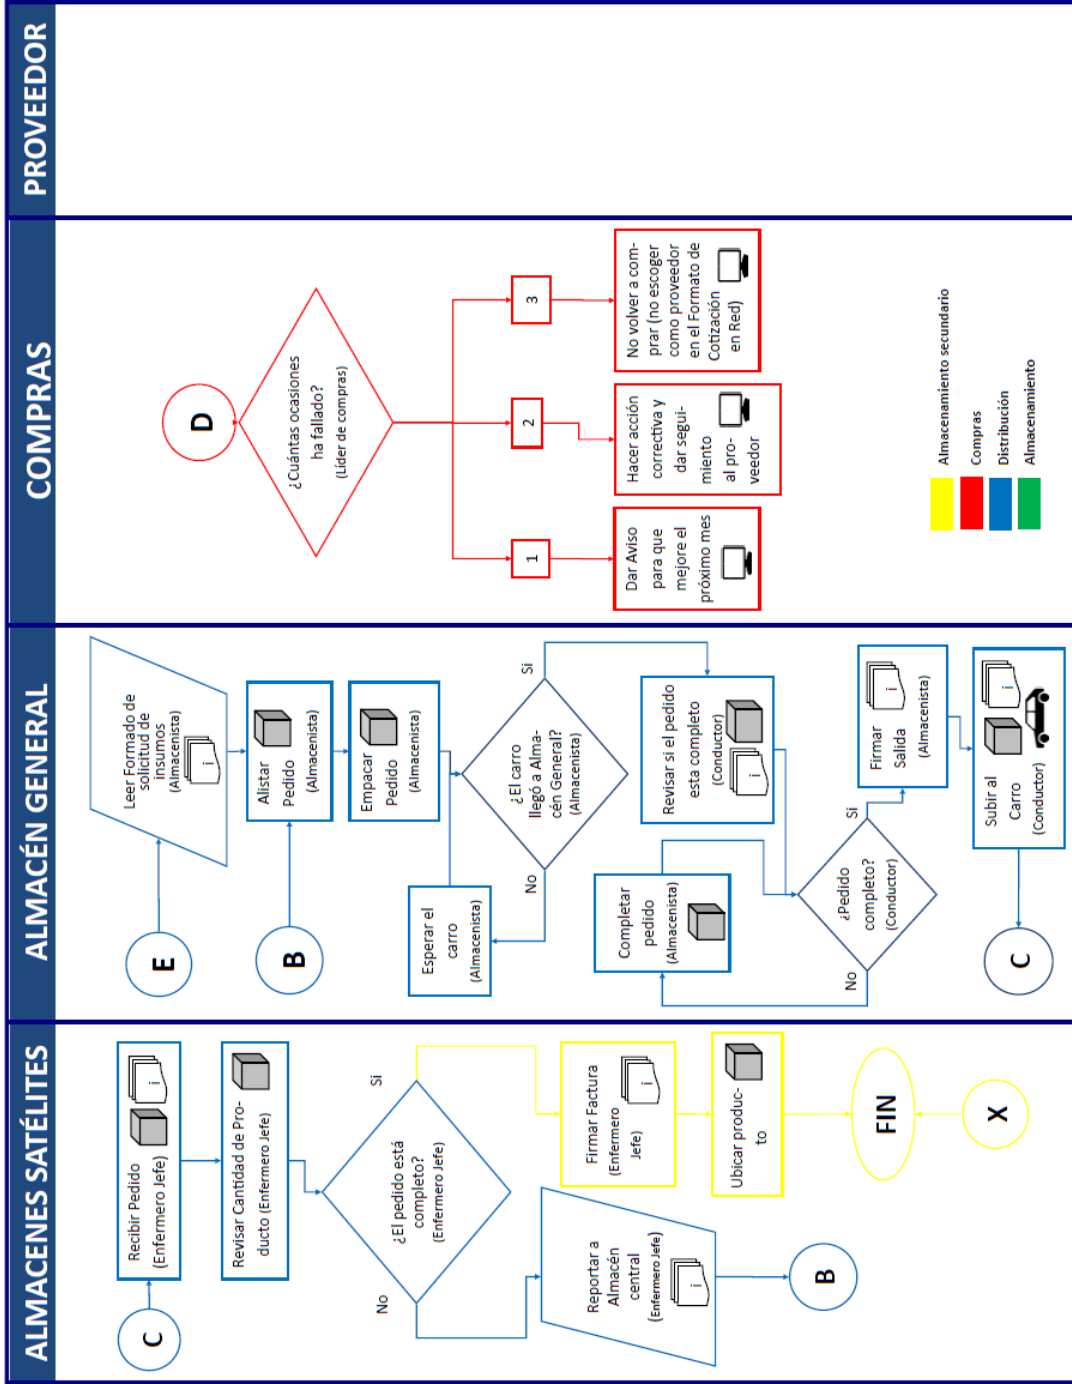 ALMACENES SATÉLITES
C
Recibir Pedido
(Enfermero Jefe)
i
Revisar Cantidad de Pro-
ducto (Enfermero Jefe)
¿El pedido está
completo?
(Enfermero Jefe)
No
Si
Reportar a
Almacén
central
(Enfermero Jefe)
i
B
Firmar Factura
(Enfermero
Jefe)
i
Ubicar produc-
to
FIN
X
ALMACÉN GENERAL
E
Leer Formado de
solicitud de
insumos
(Almacenista)
i
B
Alistar
Pedido
(Almacenista)
Empacar
Pedido
(Almacenista)
Esperar el
carro
(Almacenista)
¿El carro
llegó a Alma-
cén General?
(Almacenista)
No
Si
Revisar si el pedido
esta completo
(Conductor)
i
Completar
pedido
(Almacenista)
¿Pedido
completo?
(Conductor)
No
Si
Firmar
Salida
(Almacenista)
i
Subir al
Carro
(Conductor)
i
C
COMPRAS
D
¿Cuántas ocasiones
ha fallado?
(Líder de compras)
1
2
3
Dar Aviso
para que
mejore el
próximo mes
Hacer acción
correctiva y
dar segui-
miento
al pro-
veedor
No volver a com-
prar (no escoger
como proveedor
en el Formato de
Cotización
en Red)
Almacenamiento secundario
Compras
Distribución
Almacenamiento
PROVEEDOR